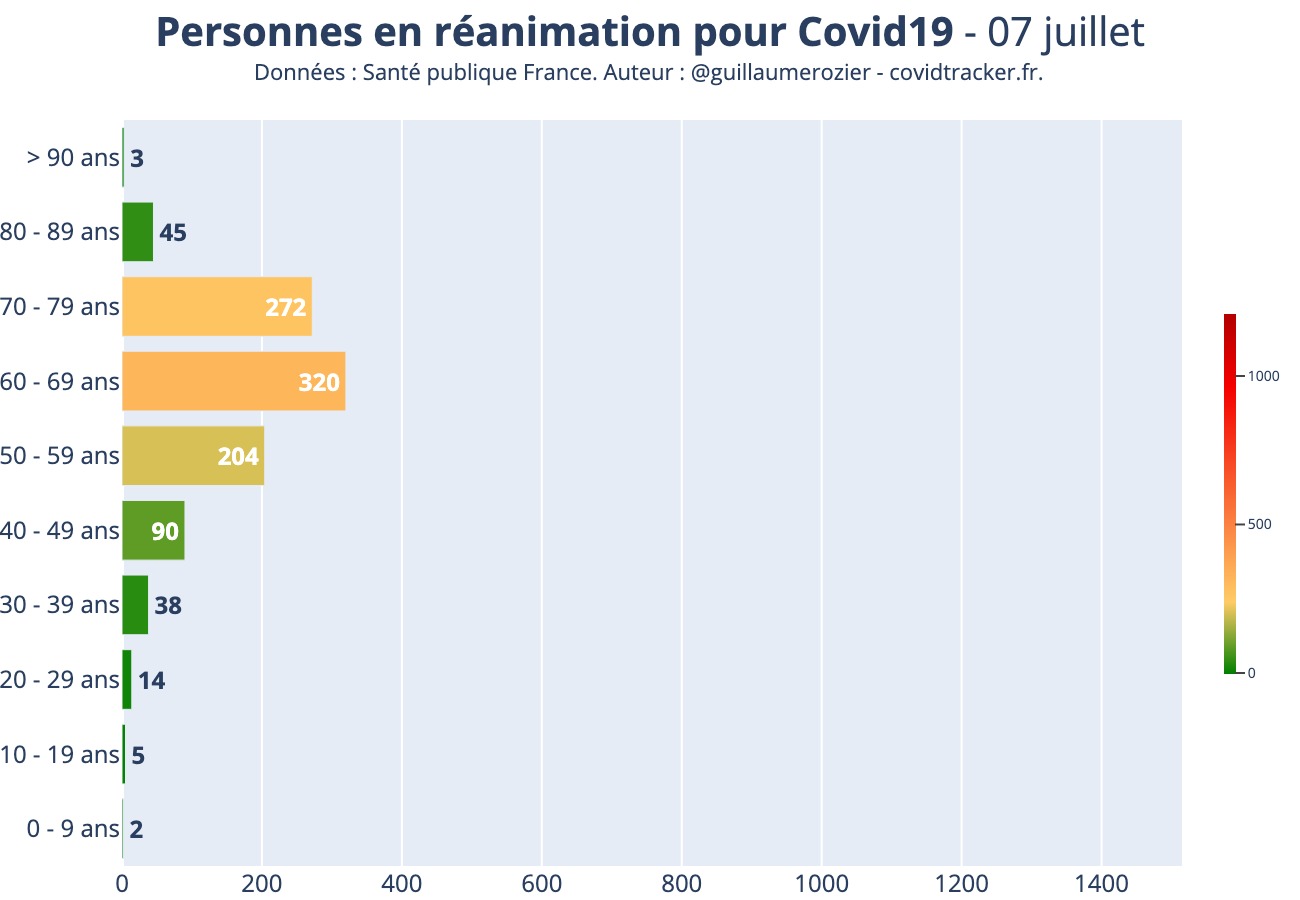 Personnes en réanimation pour Covid19 - 07 juillet
Données : Santé publique France. Auteur : @guillaumerozier - covidtracker.fr.
> 90 ans 3
80 - 89 ans 45
70 - 79 ans 272
60 - 69 ans 320
50 - 59 ans 204
40 - 49 ans 90
30 - 39 ans 38
20 - 29 ans 14
10 - 19 ans 5
0 - 9 ans 2
0 200 400 600 800 1000 1200 1400
1000
500
0